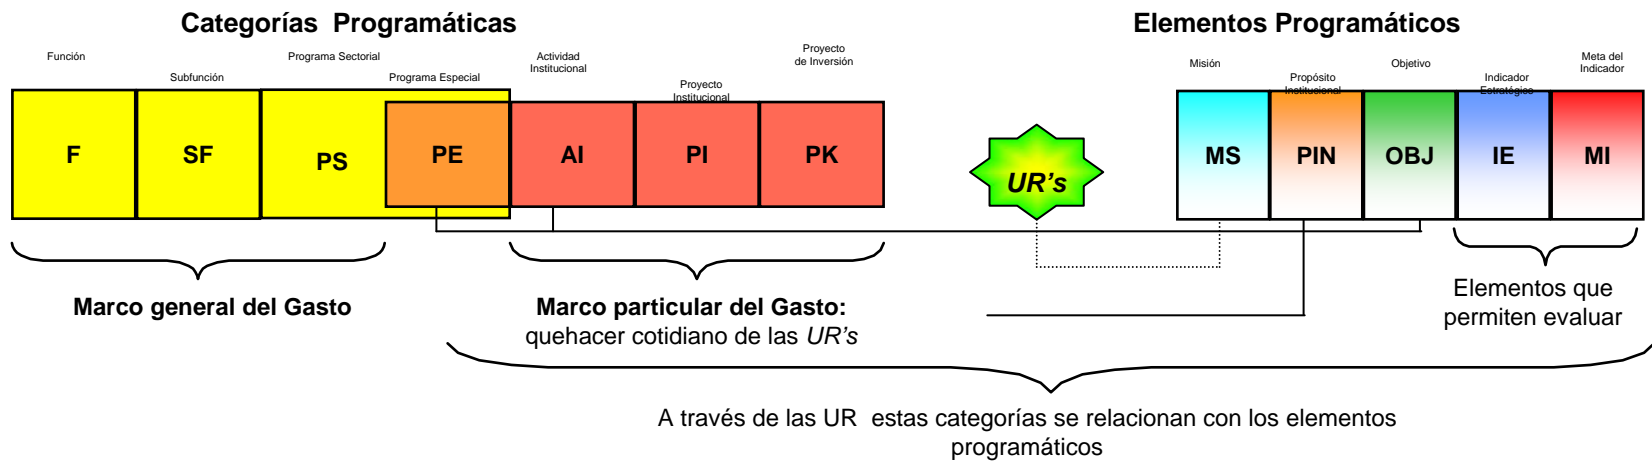 Categorías Programáticas
Elementos Programáticos
Función
Subfunción
Programa Sectorial
Programa Especial
Actividad
Institucional
Proyecto
Institucional
Proyecto
de Inversión
Misión
Propósito
Institucional
Objetivo
Indicador
Estratégico
Meta del
Indicador
F
SF
PS
PE
AI
PI
PK
UR's
MS
PIN
OBJ
IE
MI
Marco general del Gasto
Marco particular del Gasto:
quehacer cotidiano de las UR's
Elementos que
permiten evaluar
A través de las UR estas categorías se relacionan con los elementos
programáticos